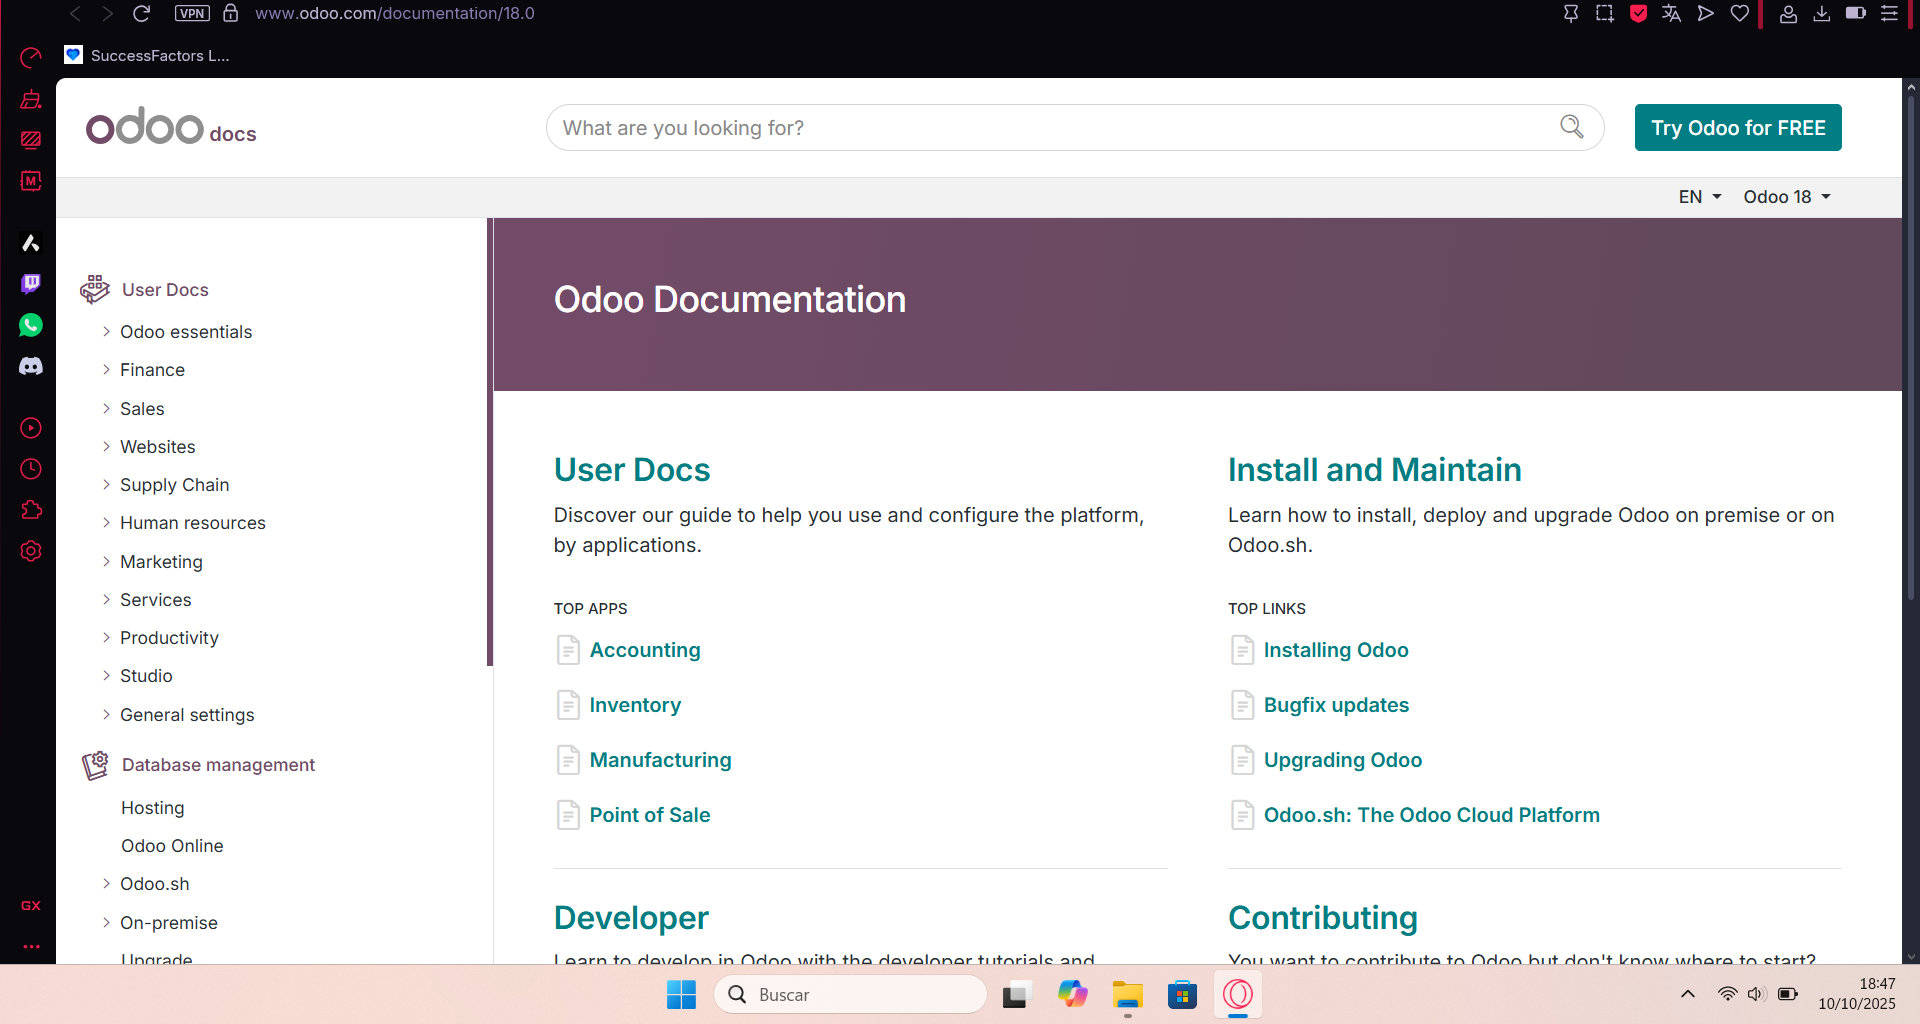 VPN
www.odoo.com/documentation/18.0
SuccessFactors L...
odoo docs
What are you looking for?
Try Odoo for FREE
EN
Odoo 18
M
User Docs
Odoo essentials
Finance
Sales
Websites
Supply Chain
Human resources
Marketing
Services
Productivity
Studio
General settings
Database management
Hosting
Odoo Online
Odoo.sh
On-premise
Upgrade
GX
Odoo Documentation
User Docs
Discover our guide to help you use and configure the platform,
by applications.
TOP APPS
Accounting
Inventory
Manufacturing
Point of Sale
Install and Maintain
Learn how to install, deploy and upgrade Odoo on premise or on
Odoo.sh.
TOP LINKS
Installing Odoo
Bugfix updates
Upgrading Odoo
Odoo.sh: The Odoo Cloud Platform
Developer
Learn to develop in Odoo with the developer tutorials and
Contributing
You want to contribute to Odoo but don't know where to start?
Buscar
18:47
10/10/2025